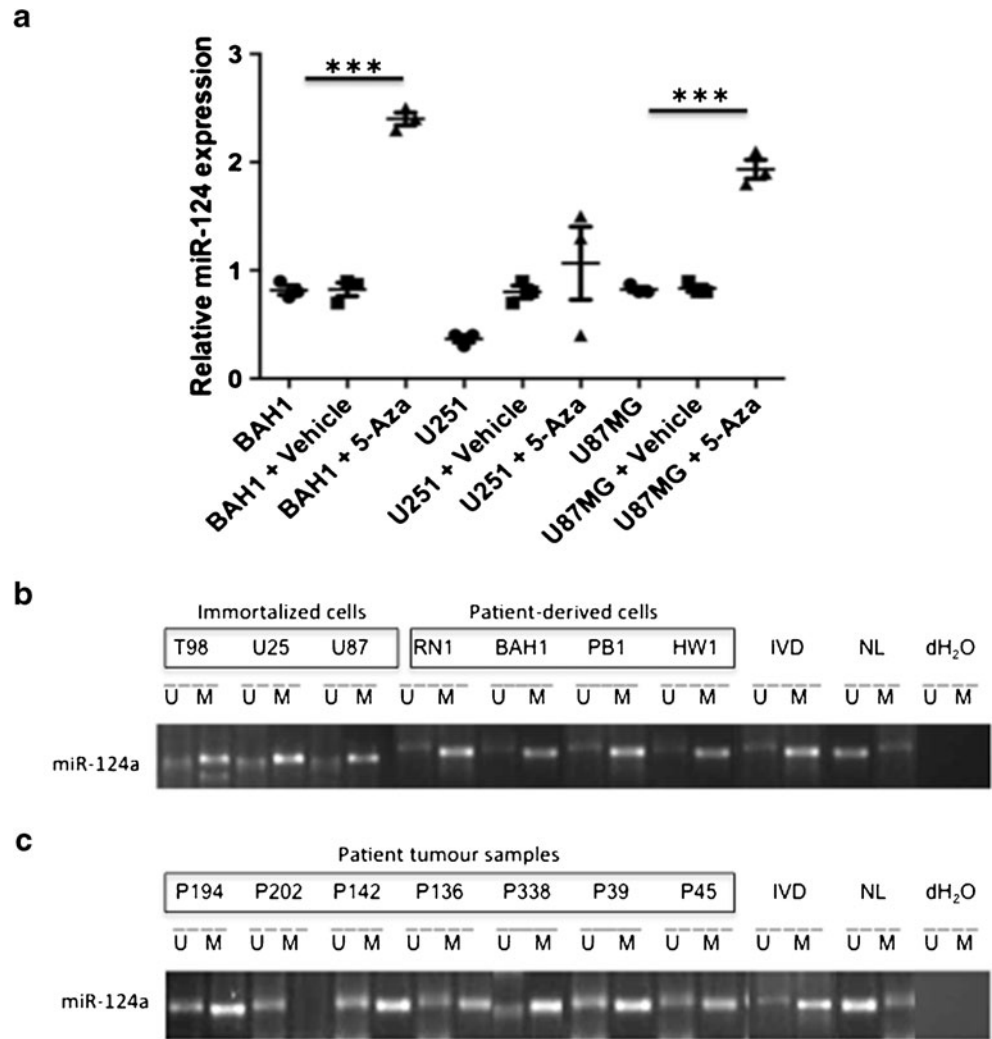 a
Relative miR-124 expression
3
2
1
0
***
***
BAH1
BAH1 + Vehicle
BAH1 + 5-Aza
U251
U251 + Vehicle
U251 + 5-Aza
U87MG
U87MG + Vehicle
U87MG + 5-Aza
b
Immortalized cells Patient-derived cells
T98 U25 U87 RN1 BAH1 PB1 HW1 IVD NL dH₂O
U M U M U M U M U M U M U M U M U M U M
miR-124a
c
Patient tumour samples
P194 P202 P142 P136 P338 P39 P45 IVD NL dH₂O
U M U M U M U M U M U M U M U M U M U M
miR-124a